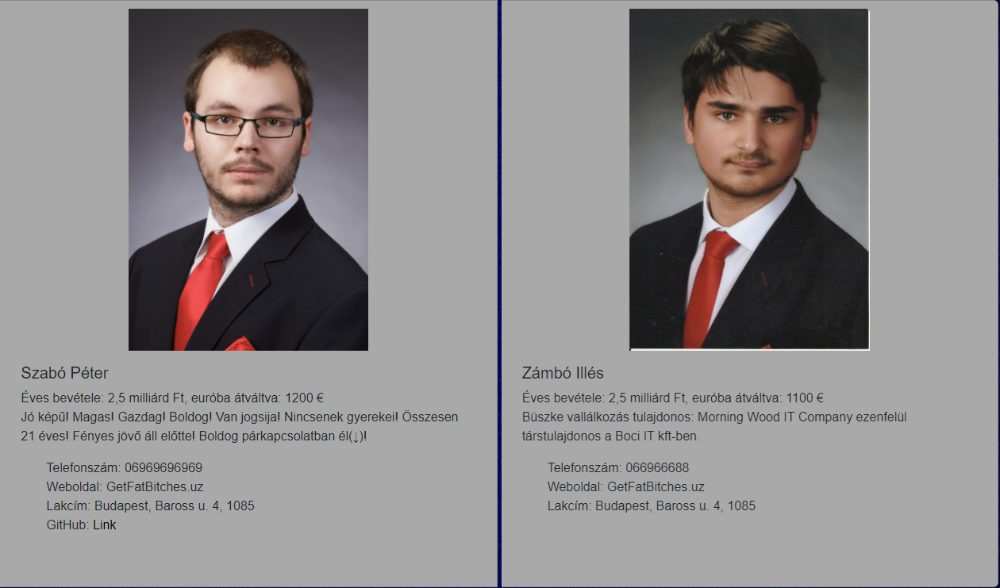 Szabó Péter
Éves bevétele: 2,5 milliárd Ft, euróba átváltva: 1200 €
Jó képű! Magas! Gazdag! Boldog! Van jogsija! Nincsenek gyerekei! Összesen
21 éves! Fényes jövő áll előtte! Boldog párkapcsolatban él(↓)!
Telefonszám: 06969696969
Weboldal: GetFatBitches.uz
Lakcím: Budapest, Baross u. 4, 1085
GitHub: Link
Zámbó Illés
Éves bevétele: 2,5 milliárd Ft, euróba átváltva: 1100 €
Büszke vallálkozás tulajdonos: Morning Wood IT Company ezenfelül
társtulajdonos a Boci IT kft-ben.
Telefonszám: 066966688
Weboldal: GetFatBitches.uz
Lakcím: Budapest, Baross u. 4, 1085